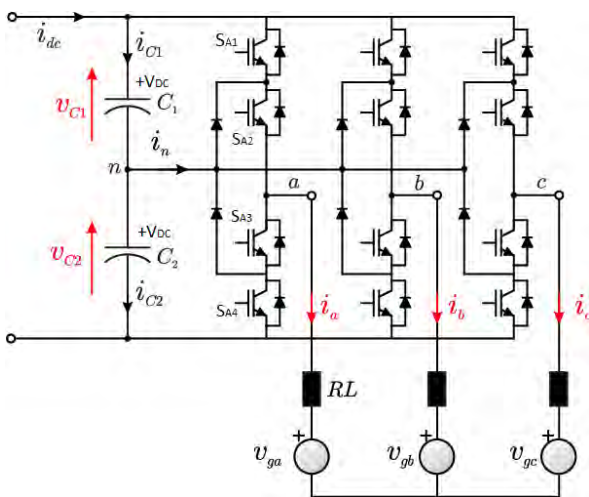 i_dc
i_C1
S_A1
+V_DC
v_C1
C_1
i_n
S_A2
n
a
b
c
v_C2
+V_DC
C_2
S_A3
i_C2
S_A4
i_a
i_b
RL
+
+
+
v_ga
v_gb
v_gc